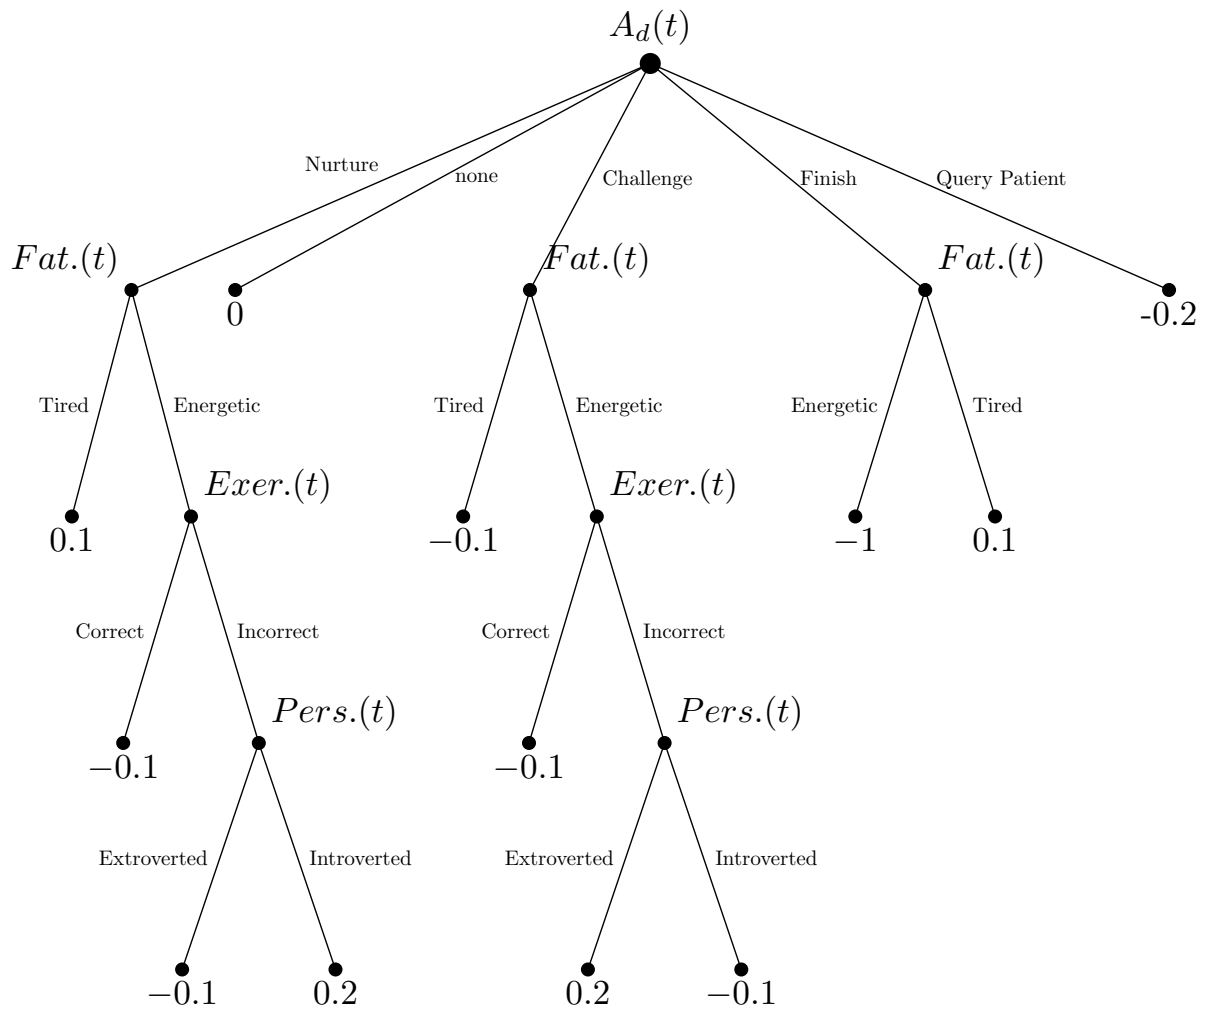 A_d(t)
Nurture
none
Challenge
Finish
Query Patient
Fat.(t)
Fat.(t)
Fat.(t)
0
-0.2
Tired
Energetic
Tired
Energetic
Energetic
Tired
Exer.(t)
Exer.(t)
0.1
−0.1
−1
0.1
Correct
Incorrect
Correct
Incorrect
Pers.(t)
Pers.(t)
−0.1
−0.1
Extroverted
Introverted
Extroverted
Introverted
−0.1
0.2
0.2
−0.1